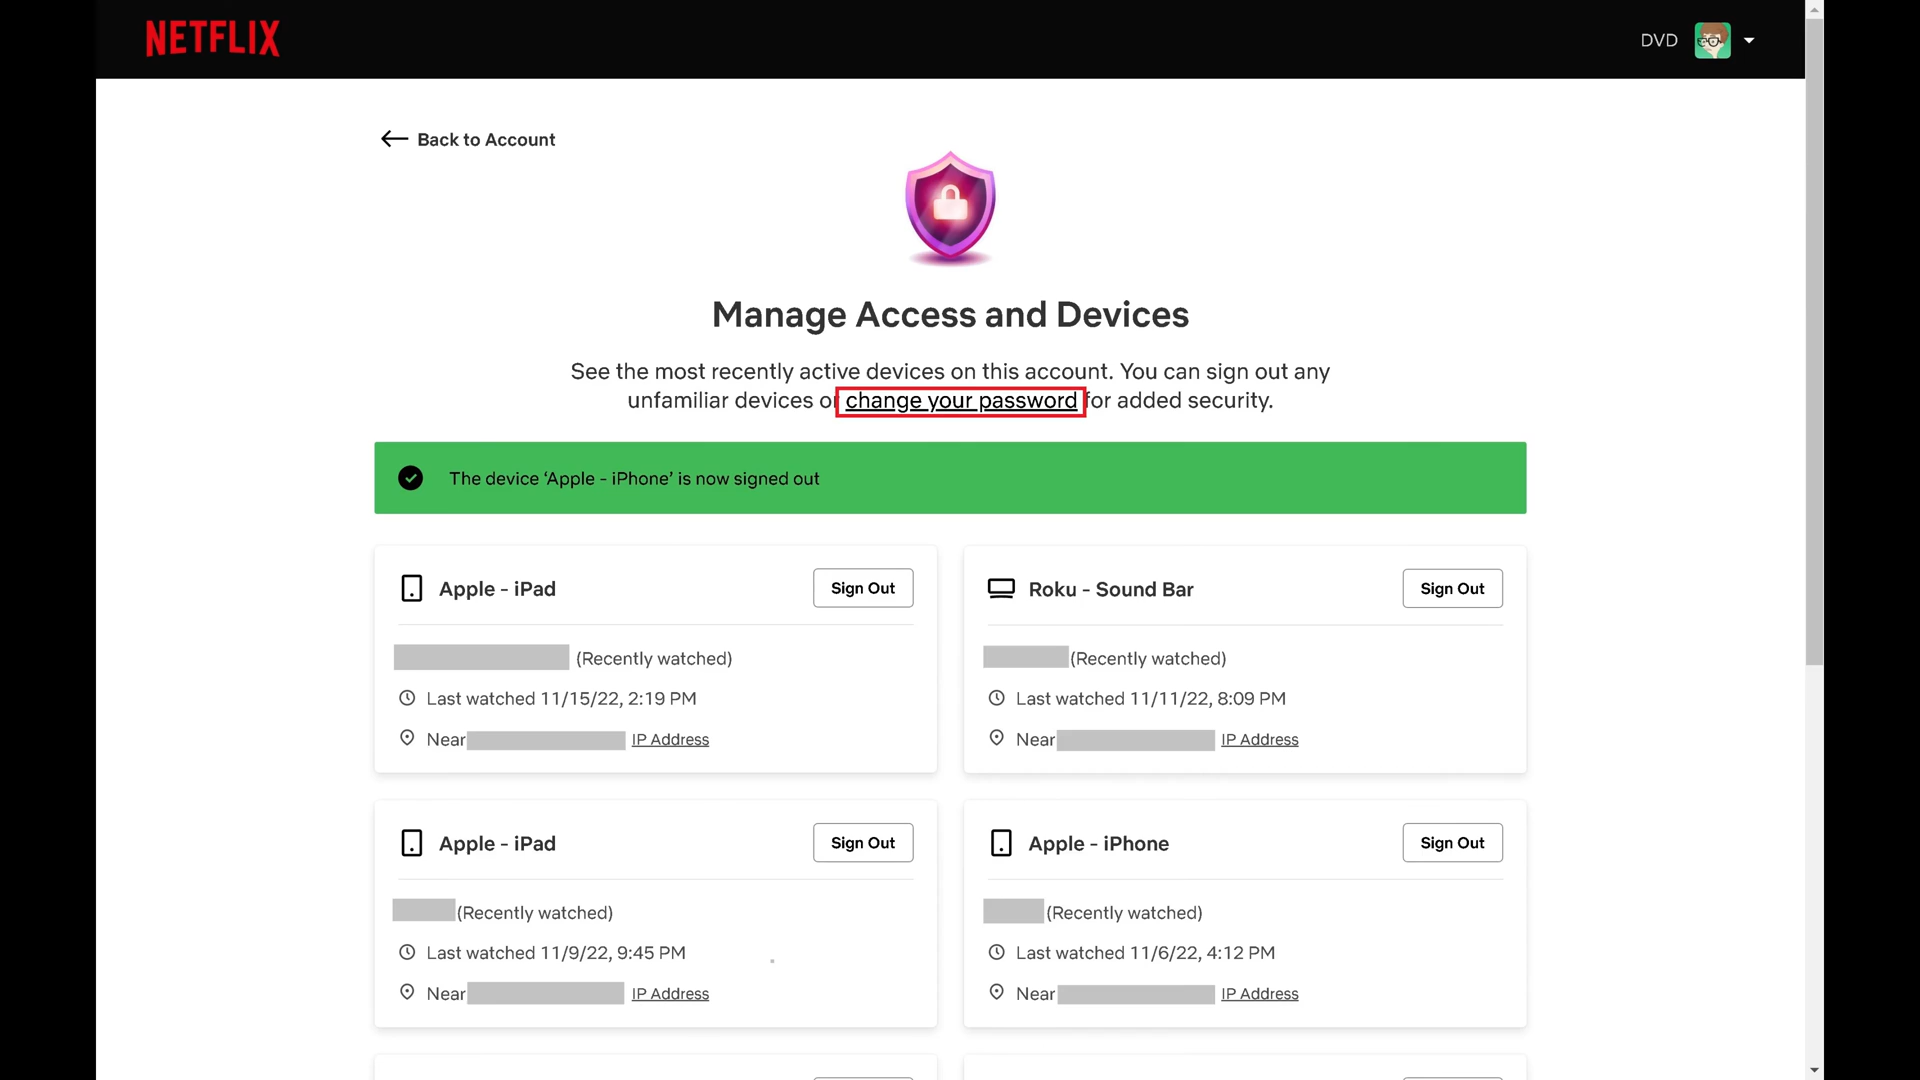 NETFLIX
DVD
Back to Account
Manage Access and Devices
See the most recently active devices on this account. You can sign out any
unfamiliar devices or change your password for added security.
The device ‘Apple - iPhone’ is now signed out
Apple - iPad
Sign Out
(Recently watched)
Last watched 11/15/22, 2:19 PM
Near IP Address
Roku - Sound Bar
Sign Out
(Recently watched)
Last watched 11/11/22, 8:09 PM
Near IP Address
Apple - iPad
Sign Out
(Recently watched)
Last watched 11/9/22, 9:45 PM
Near IP Address
Apple - iPhone
Sign Out
(Recently watched)
Last watched 11/6/22, 4:12 PM
Near IP Address